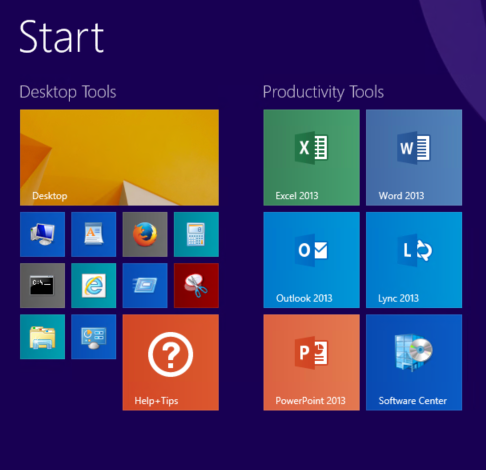 Start
Desktop Tools
Productivity Tools
Desktop
Excel 2013
Word 2013
Outlook 2013
Lync 2013
Help+Tips
PowerPoint 2013
Software Center